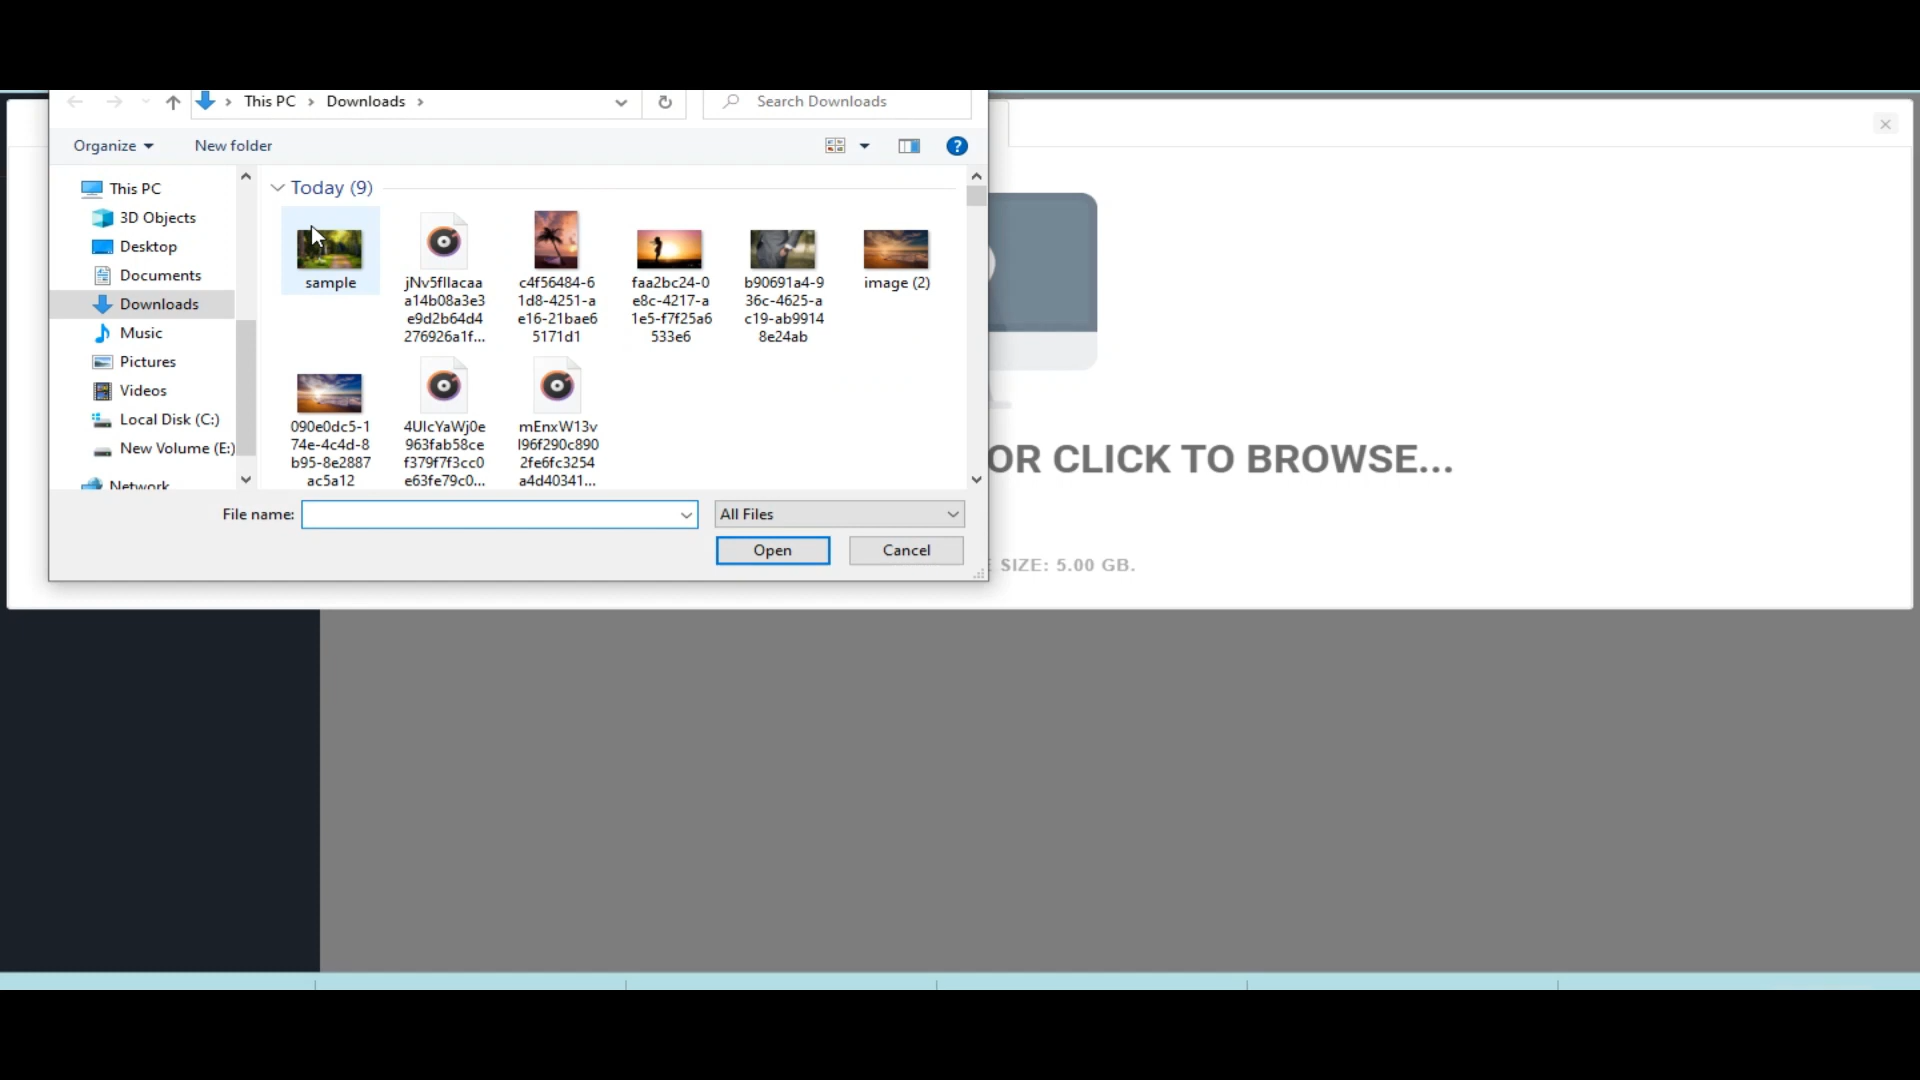 This PC > Downloads >
Search Downloads
Organize
New folder
?
This PC
3D Objects
Desktop
Documents
Downloads
Music
Pictures
Videos
Local Disk (C:)
New Volume (E:)
Network
Today (9)
sample
jNv5fIlacaa
a14b08a3e3
e9d2b64d4
276926a1f...
c4f56484-6
1d8-4251-a
e16-21bae6
5171d1
faa2bc24-0
e8c-4217-a
1e5-f7f25a6
533e6
b90691a4-9
36c-4625-a
c19-ab9914
8e24ab
image (2)
090e0dc5-1
74e-4c4d-8
b95-8e2887
ac5a12
4UIcYaWj0e
963fab58ce
f379f7f3cc0
e63fe79c0...
mEnxW13v
l96f290c890
2fe6fc3254
a4d40341...
File name:
All Files
Open
Cancel
OR CLICK TO BROWSE...
SIZE: 5.00 GB.